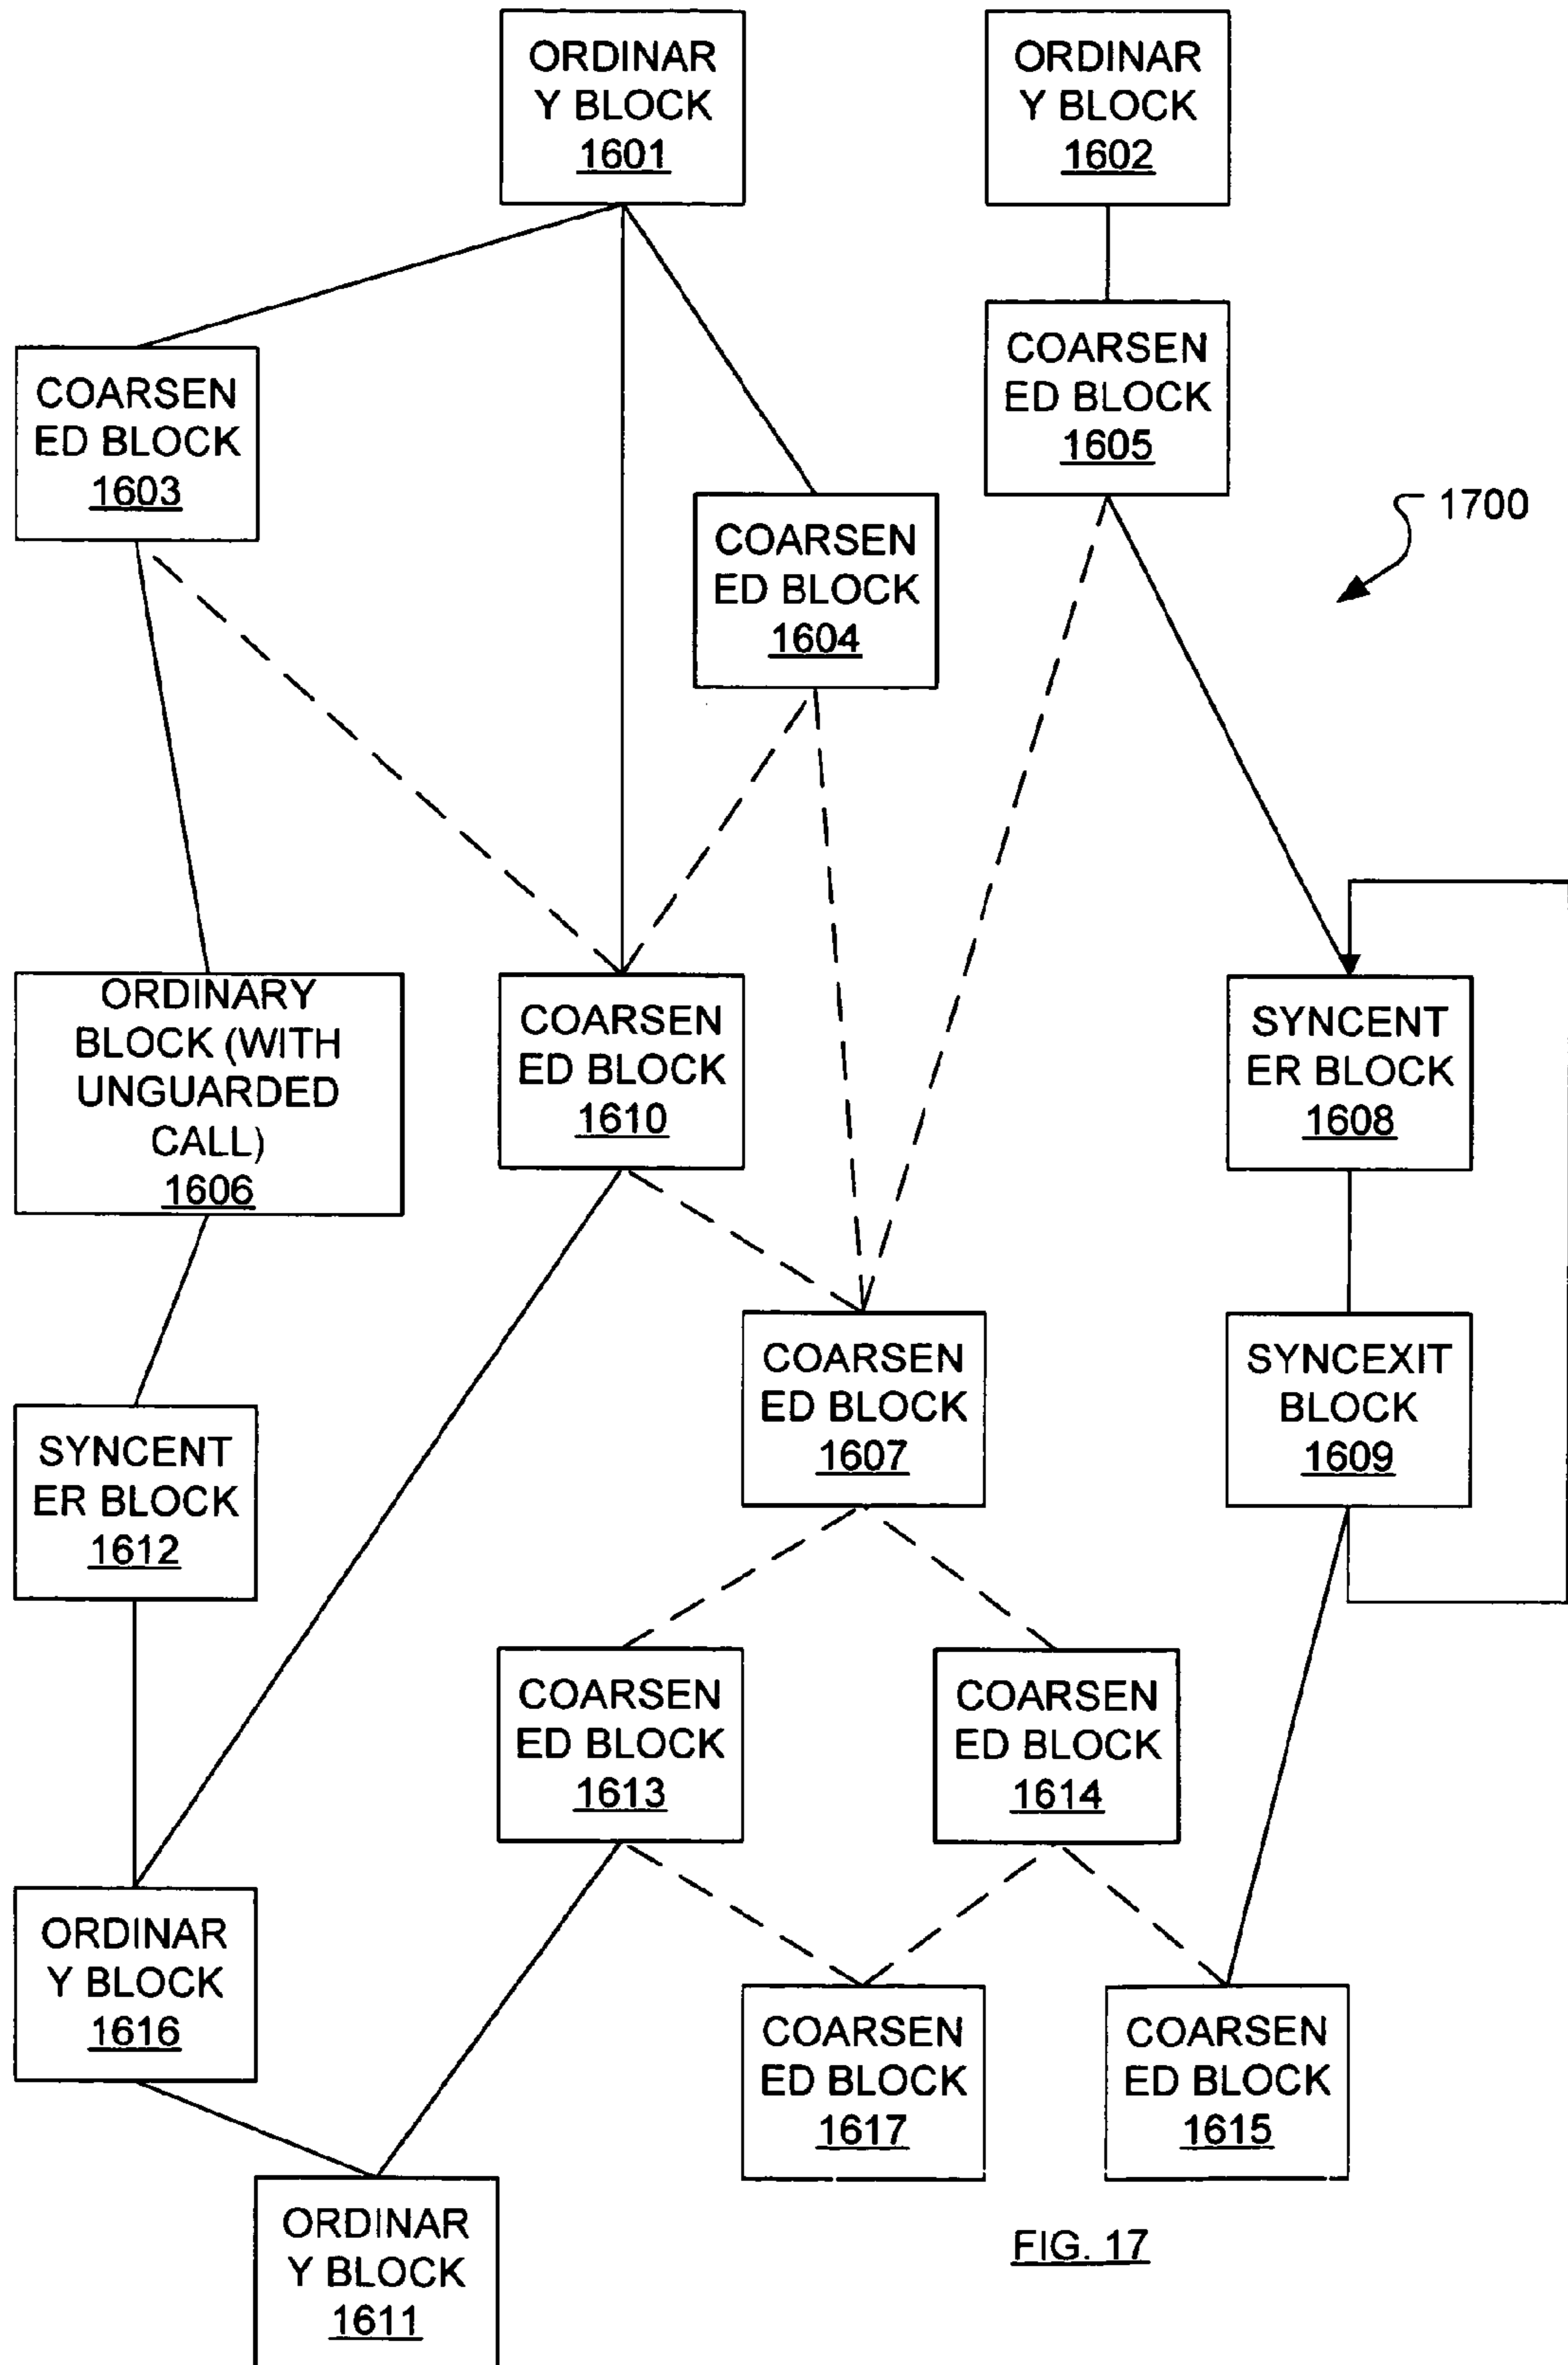 ORDINAR
Y BLOCK
1601
ORDINAR
Y BLOCK
1602
COARSEN
ED BLOCK
1603
COARSEN
ED BLOCK
1605
1700
COARSEN
ED BLOCK
1604
ORDINARY
BLOCK (WITH
UNGUARDED
CALL)
1606
COARSEN
ED BLOCK
1610
SYNCENT
ER BLOCK
1608
COARSEN
ED BLOCK
1607
SYNCEXIT
BLOCK
1609
SYNCENT
ER BLOCK
1612
COARSEN
ED BLOCK
1613
COARSEN
ED BLOCK
1614
ORDINAR
Y BLOCK
1616
COARSEN
ED BLOCK
1617
COARSEN
ED BLOCK
1615
ORDINAR
Y BLOCK
1611
FIG. 17